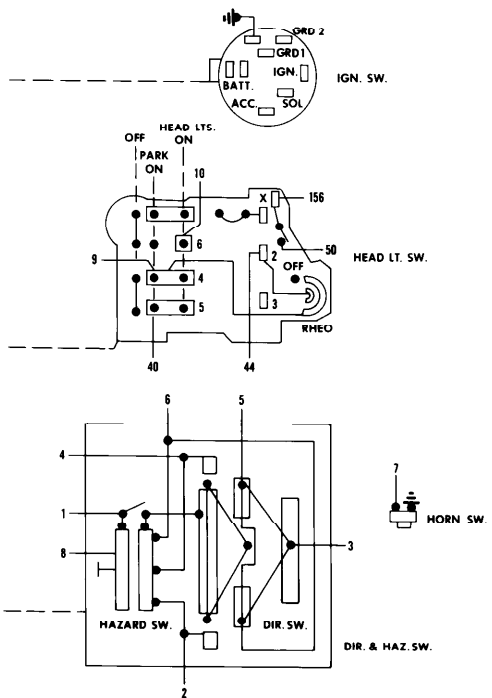 GRD 2
GRD1
IGN.
BATT.
ACC.
SOL
IGN. SW.
HEAD LTS.
OFF
ON
PARK
ON
10
X
156
6
50
9
2
HEAD LT. SW.
4
OFF
5
3
RHEO
40
44
6
5
4
7
1
HORN SW.
8
3
HAZARD SW.
DIR. SW.
DIR. & HAZ. SW.
2